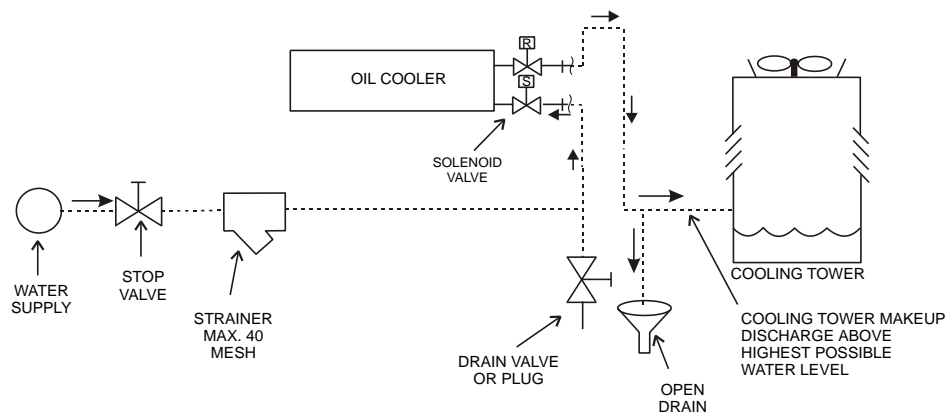 R
OIL COOLER
S
SOLENOID
VALVE
WATER
SUPPLY
STOP
VALVE
STRAINER
MAX. 40
MESH
DRAIN VALVE
OR PLUG
OPEN
DRAIN
COOLING TOWER
COOLING TOWER MAKEUP
DISCHARGE ABOVE
HIGHEST POSSIBLE
WATER LEVEL